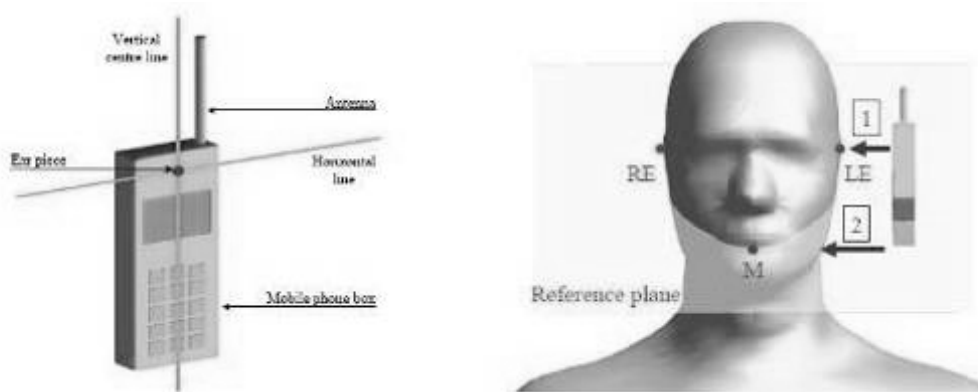 Vertical
centre line
Antenna
Ear piece
Horizontal
line
Mobile phone box
1
RE
LE
2
M
Reference plane